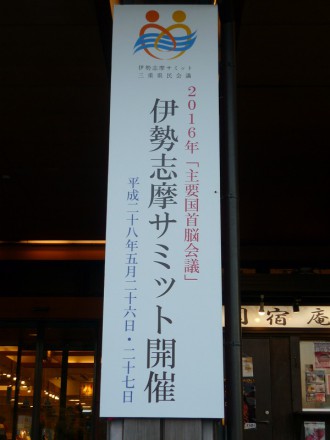 伊勢志摩サミット
三重県民会議
2016年「主要国首脳会議」
伊勢志摩サミット開催
平成二十八年五月二十六日・二十七日
宿庵